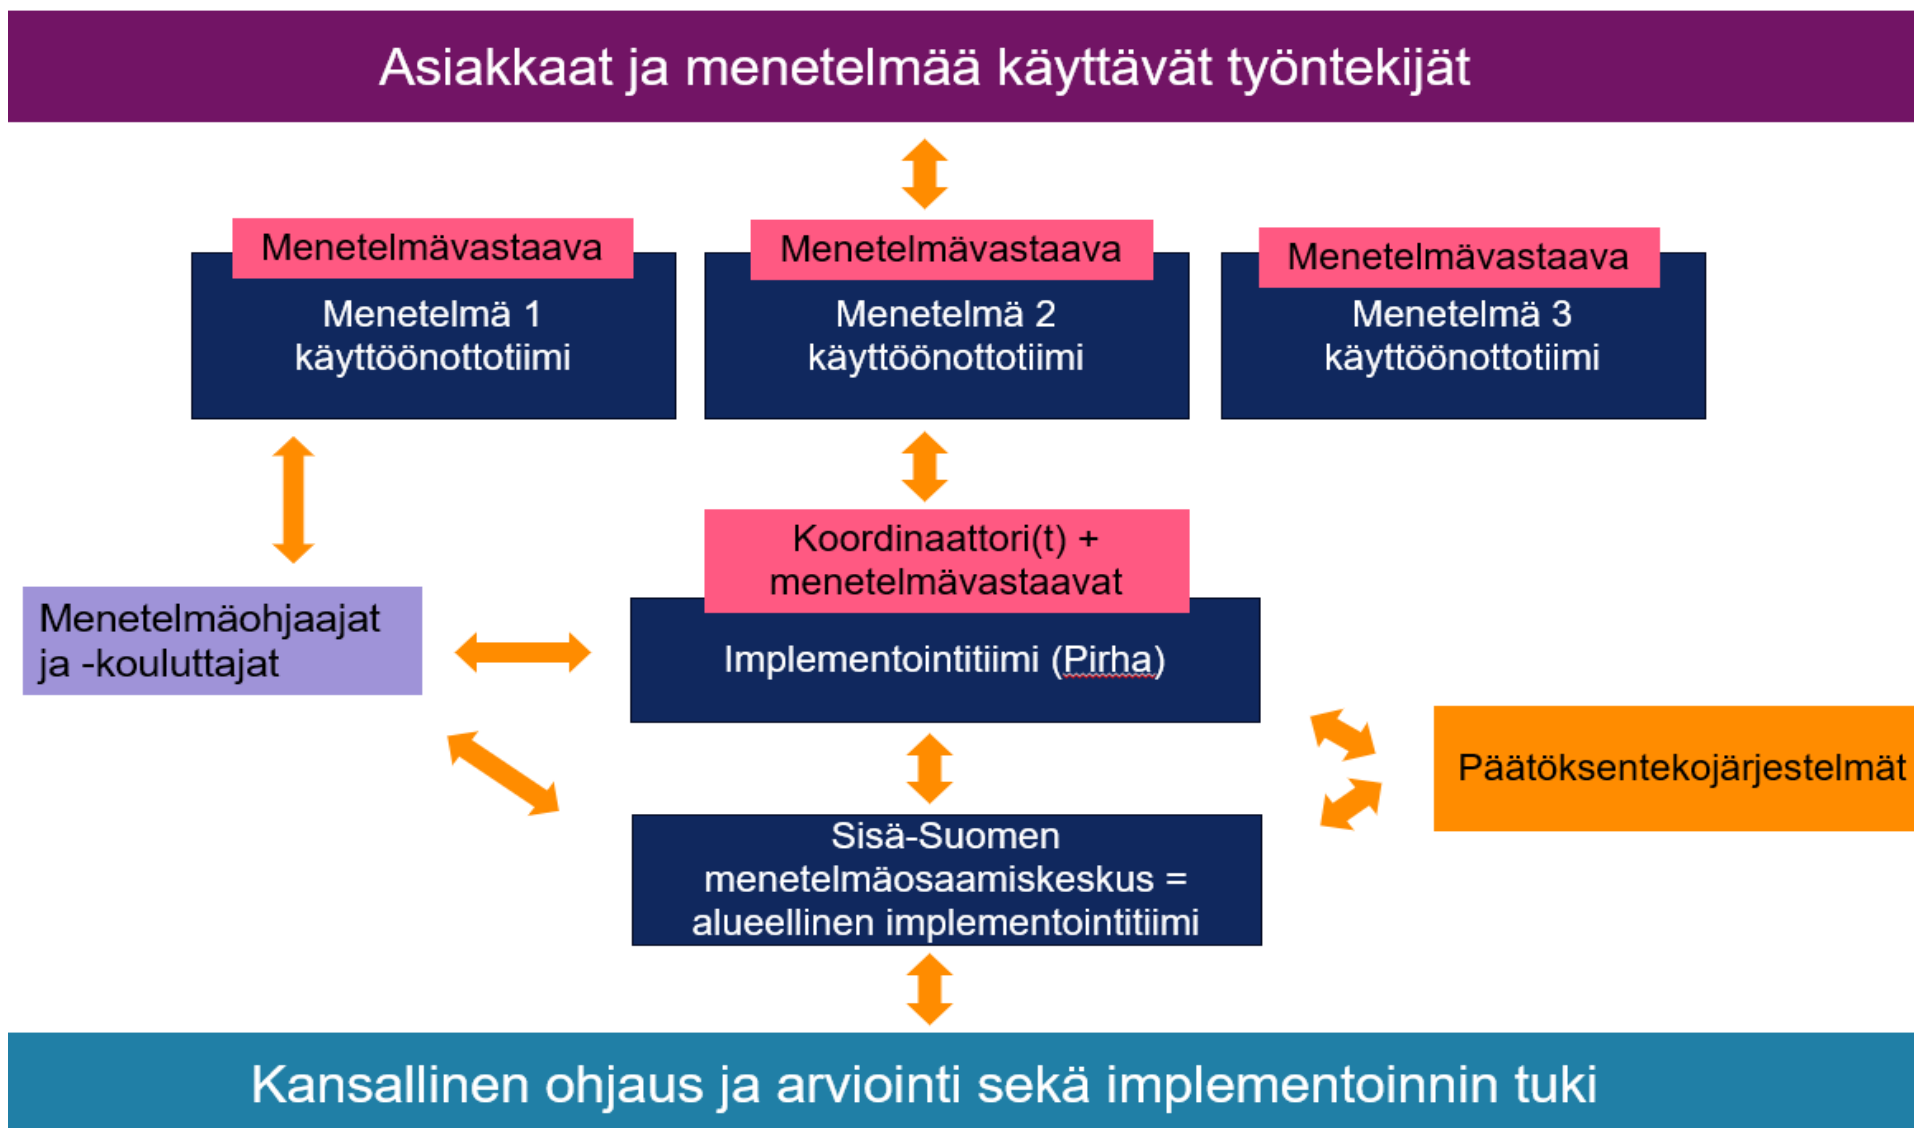 Asiakkaat ja menetelmää käyttävät työntekijät
Menetelmävastaava
Menetelmä 1
käyttöönottotiimi
Menetelmävastaava
Menetelmä 2
käyttöönottotiimi
Menetelmävastaava
Menetelmä 3
käyttöönottotiimi
Koordinaattori(t) +
menetelmävastaavat
Implementointitiimi (Pirha)
Menetelmäohjaajat
ja -kouluttajat
Päätöksentekojärjestelmät
Sisä-Suomen
menetelmäosaamiskeskus =
alueellinen implementointitiimi
Kansallinen ohjaus ja arviointi sekä implementoinnin tuki